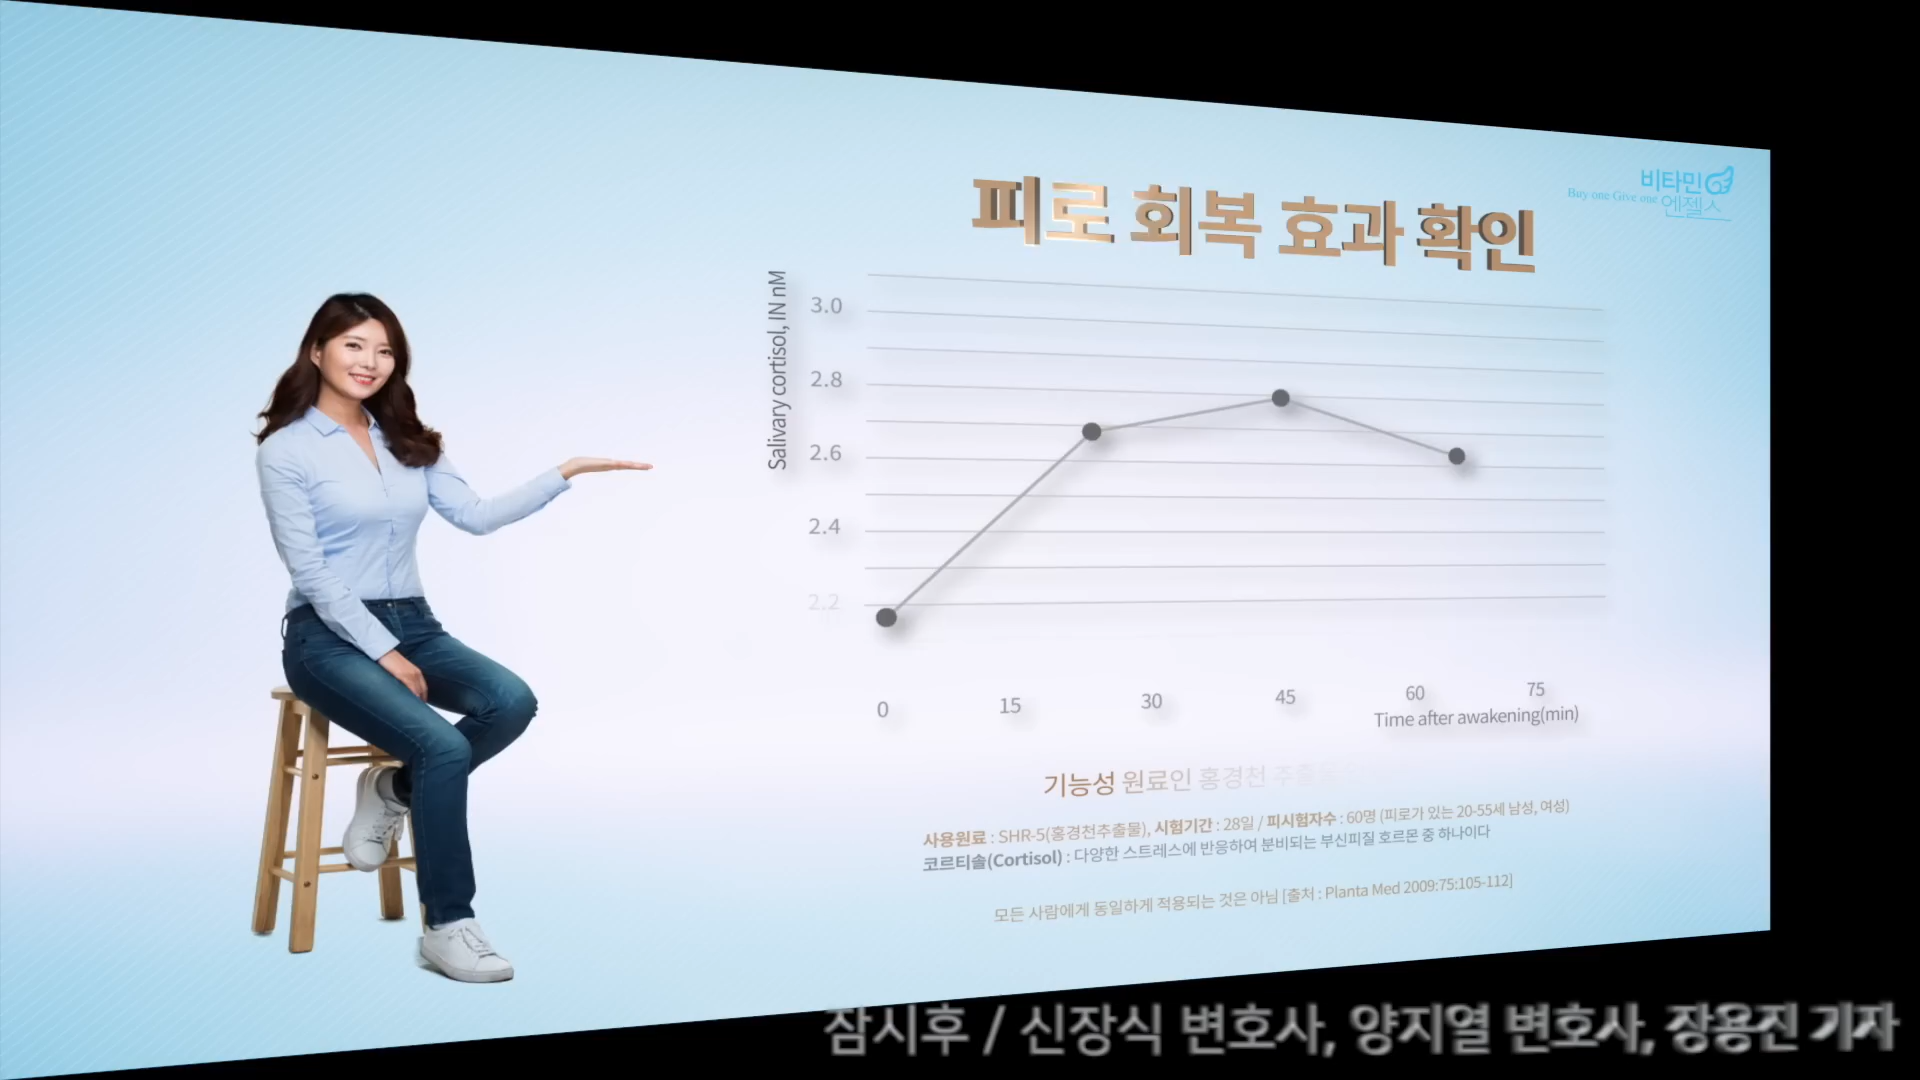 피로 회복 효과 확인
비타민
Buy one Give one 엔젤스
Salivary cortisol, IN nM
3.0
2.8
2.6
2.4
2.2
0 15 30 45 60 75
Time after awakening(min)
기능성 원료인 홍경천 추출
사용원료 : SHR-5(홍경천추출물), 시험기간 : 28일 / 피시험자수 : 60명 (피로가 있는 20-55세 남성, 여성)
코르티솔(Cortisol) : 다양한 스트레스에 반응하여 분비되는 부신피질 호르몬 중 하나이다
모든 사람에게 동일하게 적용되는 것은 아님 [출처 : Planta Med 2009:75:105-112]
잠시후 / 신장식 변호사, 양지열 변호사, 장용진 기자